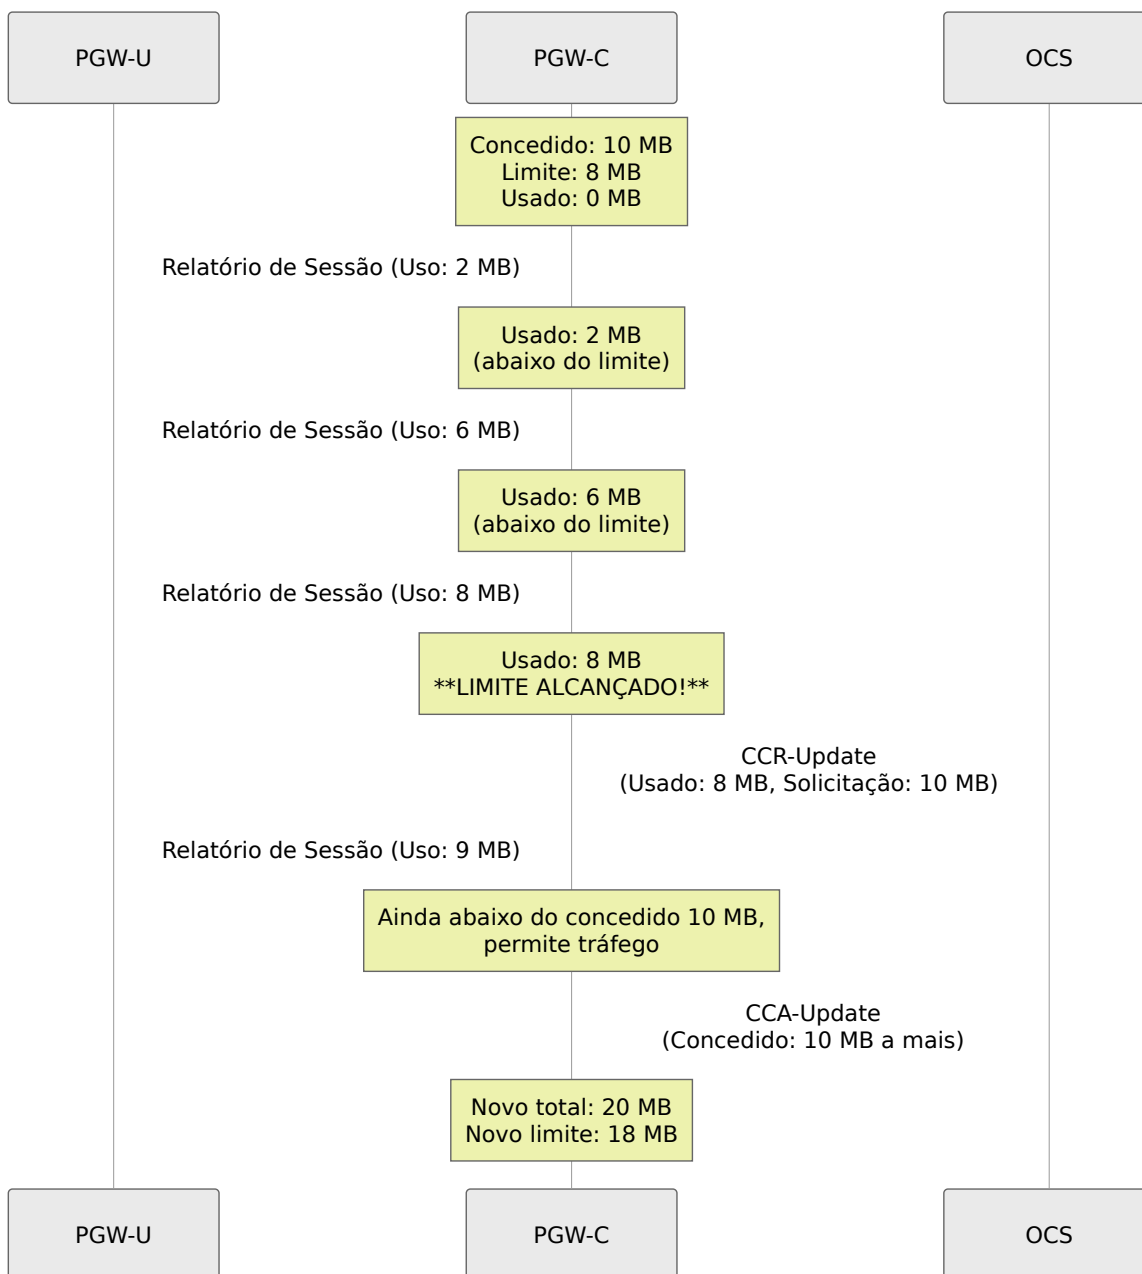 PGW-U
PGW-C
OCS
Concedido: 10 MB
Limite: 8 MB
Usado: 0 MB
Relatório de Sessão (Uso: 2 MB)
Usado: 2 MB
(abaixo do limite)
Relatório de Sessão (Uso: 6 MB)
Usado: 6 MB
(abaixo do limite)
Relatório de Sessão (Uso: 8 MB)
Usado: 8 MB
**LIMITE ALCANÇADO!**
CCR-Update
(Usado: 8 MB, Solicitação: 10 MB)
Relatório de Sessão (Uso: 9 MB)
Ainda abaixo do concedido 10 MB,
permite tráfego
CCA-Update
(Concedido: 10 MB a mais)
Novo total: 20 MB
Novo limite: 18 MB
PGW-U
PGW-C
OCS